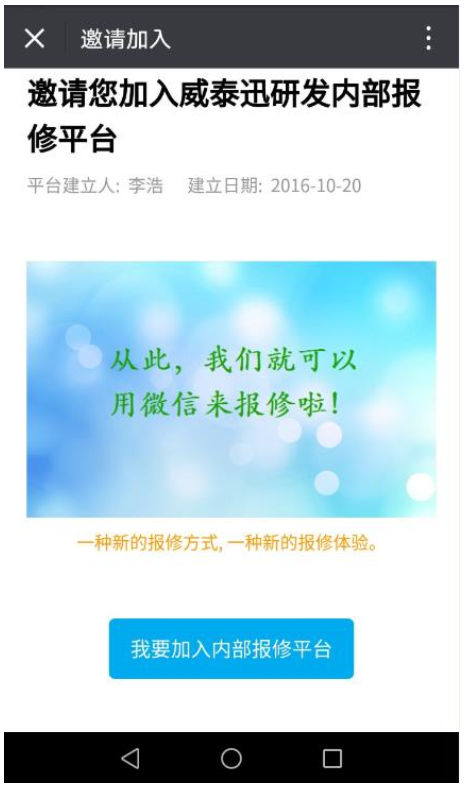 邀请加入
邀请您加入威泰迅研发内部报
修平台
平台建立人: 李浩 建立日期: 2016-10-20
从此，我们就可以
用微信来报修啦！
一种新的报修方式, 一种新的报修体验。
我要加入内部报修平台